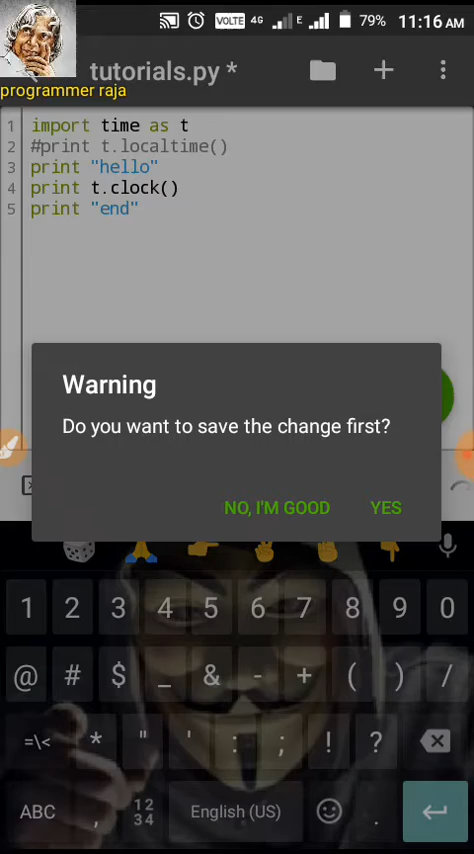 VOLTE 4G E 79% 11:16 AM
tutorials.py *
programmer raja
1 import time as t
2 #print t.localtime()
3 print "hello"
4 print t.clock()
5 print "end"
Warning
Do you want to save the change first?
NO, I'M GOOD YES
1 2 3 4 5 6 7 8 9 0
@ # $ _ & - + ( ) /
=\< * " ' : ; ! ?
ABC , 12 34 English (US) .